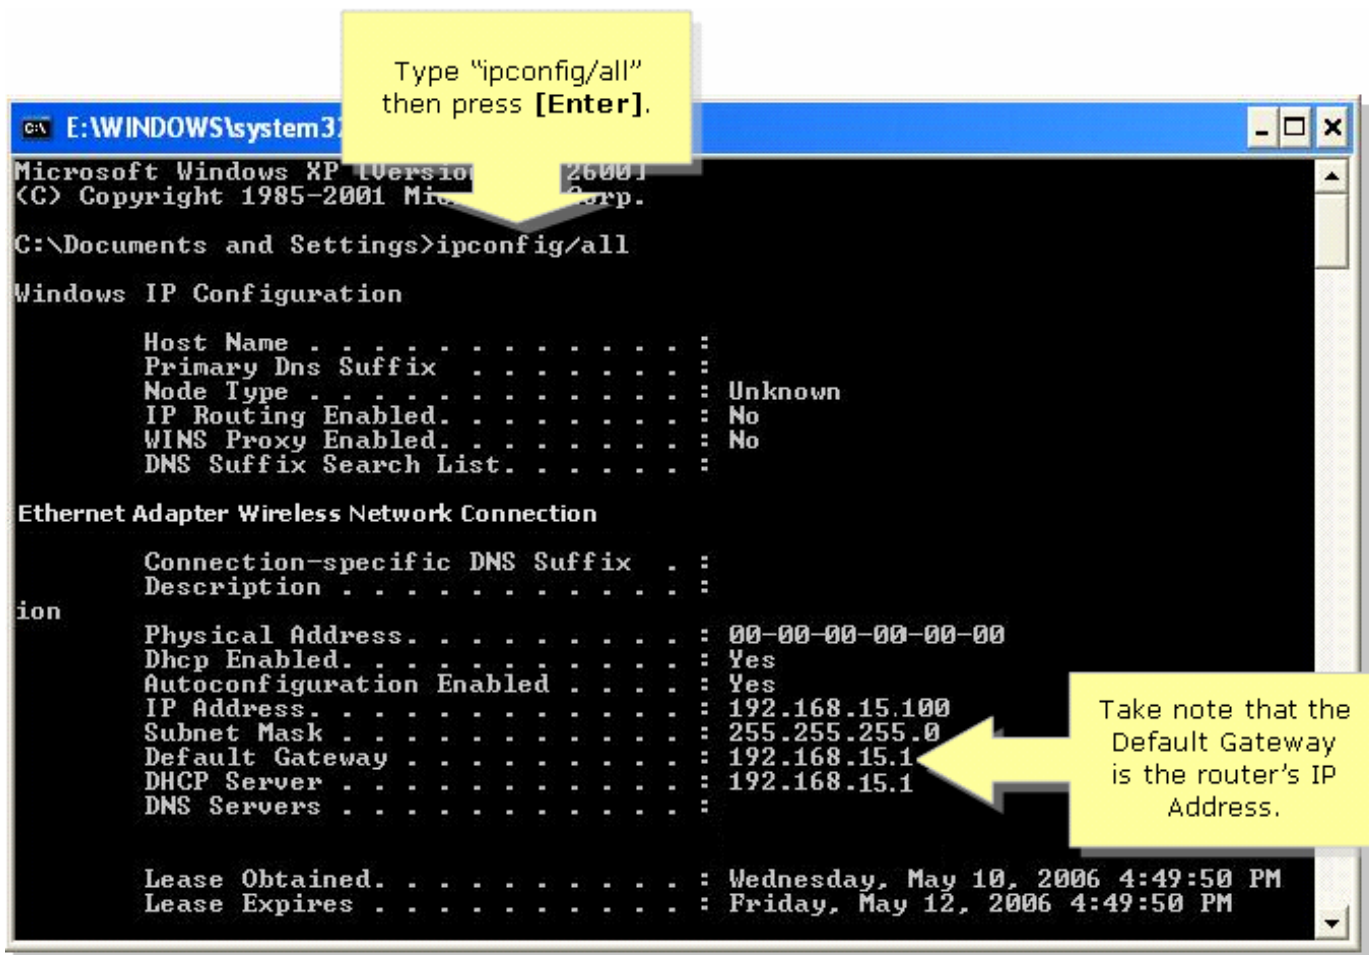 Type “ipconfig/all”
then press [Enter].
E:\WINDOWS\system3
Microsoft Windows XP [Version 2600]
(C) Copyright 1985-2001 Mi Corp.
C:\Documents and Settings>ipconfig/all
Windows IP Configuration
Host Name . . . . . . . . . . . . :
Primary Dns Suffix . . . . . . . :
Node Type . . . . . . . . . . . . : Unknown
IP Routing Enabled. . . . . . . . : No
WINS Proxy Enabled. . . . . . . . : No
DNS Suffix Search List. . . . . . :
Ethernet Adapter Wireless Network Connection
Connection-specific DNS Suffix . :
Description . . . . . . . . . . . :
ion
Physical Address. . . . . . . . . : 00-00-00-00-00-00
Dhcp Enabled. . . . . . . . . . . : Yes
Autoconfiguration Enabled . . . . : Yes
IP Address. . . . . . . . . . . . : 192.168.15.100
Subnet Mask . . . . . . . . . . . : 255.255.255.0
Default Gateway . . . . . . . . . : 192.168.15.1
DHCP Server . . . . . . . . . . . : 192.168.15.1
DNS Servers . . . . . . . . . . . :
Take note that the
Default Gateway
is the router’s IP
Address.
Lease Obtained. . . . . . . . . . : Wednesday, May 10, 2006 4:49:50 PM
Lease Expires . . . . . . . . . . : Friday, May 12, 2006 4:49:50 PM